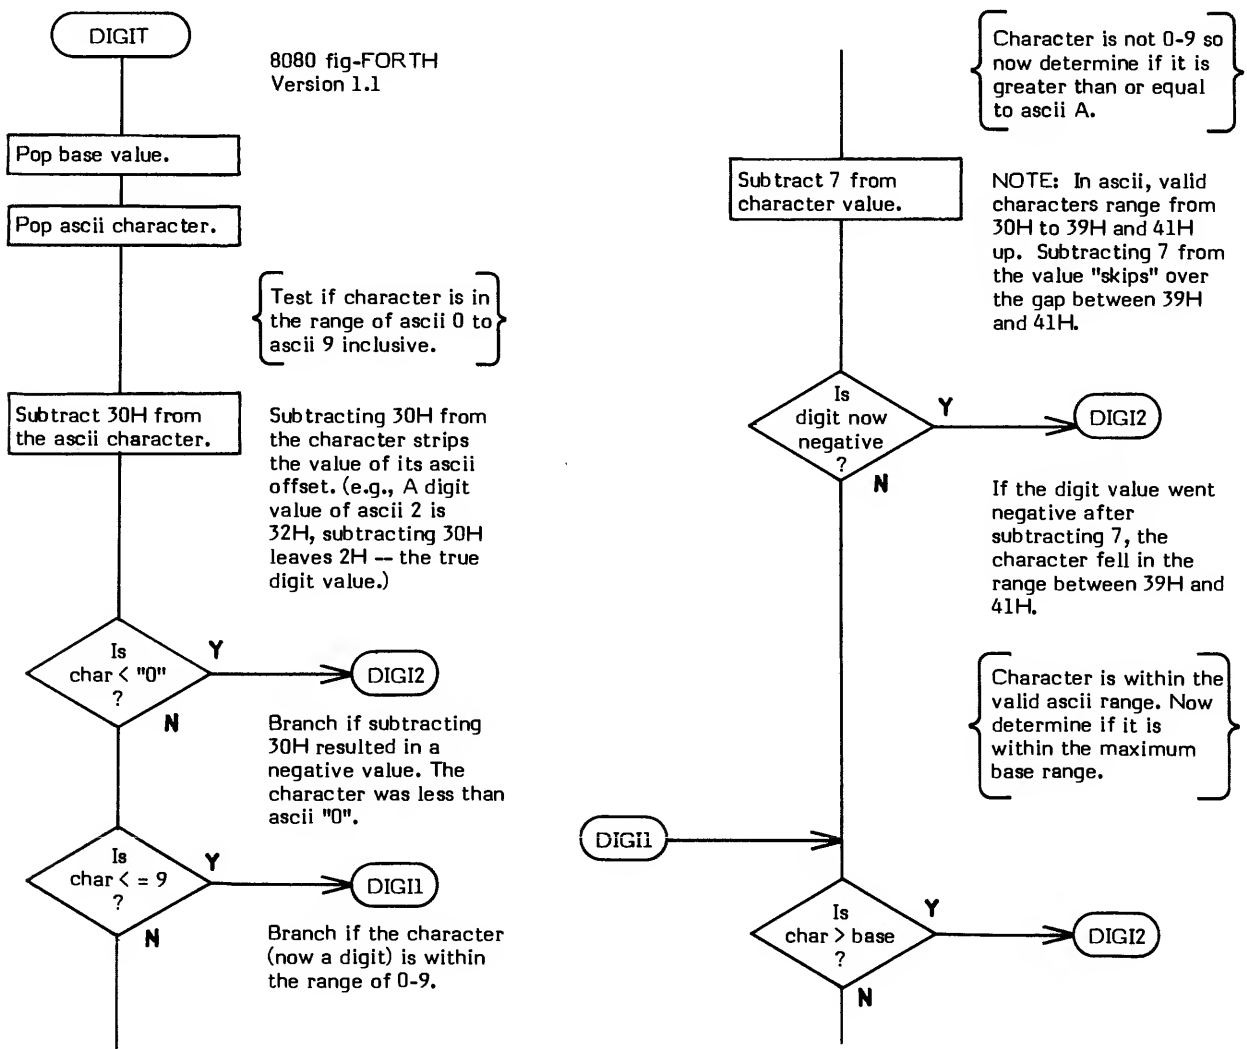 DIGIT
8080 fig-FORTH
Version 1.1
Pop base value.
Pop ascii character.
Test if character is in
the range of ascii 0 to
ascii 9 inclusive.
Subtract 30H from
the ascii character.
Subtracting 30H from
the character strips
the value of its ascii
offset. (e.g., A digit
value of ascii 2 is
32H, subtracting 30H
leaves 2H -- the true
digit value.)
Is
char < "0"
?
Y
DIGI2
N
Branch if subtracting
30H resulted in a
negative value. The
character was less than
ascii "0".
Is
char < = 9
?
Y
DIGI1
N
Branch if the character
(now a digit) is within
the range of 0-9.
Character is not 0-9 so
now determine if it is
greater than or equal
to ascii A.
Subtract 7 from
character value.
NOTE: In ascii, valid
characters range from
30H to 39H and 41H
up. Subtracting 7 from
the value "skips" over
the gap between 39H
and 41H.
Is
digit now
negative
?
Y
DIGI2
N
If the digit value went
negative after
subtracting 7, the
character fell in the
range between 39H and
41H.
Character is within the
valid ascii range. Now
determine if it is
within the maximum
base range.
DIGI1
Is
char > base
?
Y
DIGI2
N